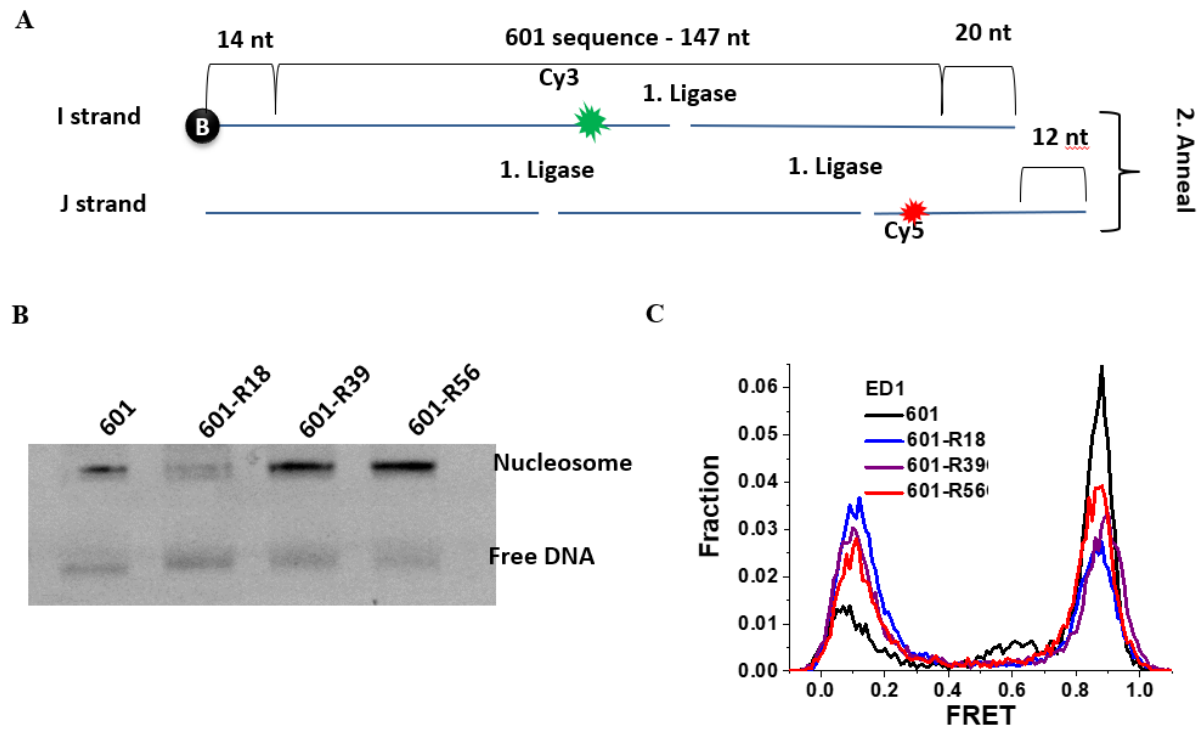 A
14 nt
601 sequence - 147 nt
20 nt
Cy3
1. Ligase
I strand
B
12 nt
2. Anneal
1. Ligase
1. Ligase
J strand
Cy5
B
601
601-R18
601-R39
601-R56
Nucleosome
Free DNA
C
ED1
601
601-R18
601-R39
601-R56
Fraction
0.06
0.05
0.04
0.03
0.02
0.01
0.00
0.0 0.2 0.4 0.6 0.8 1.0
FRET